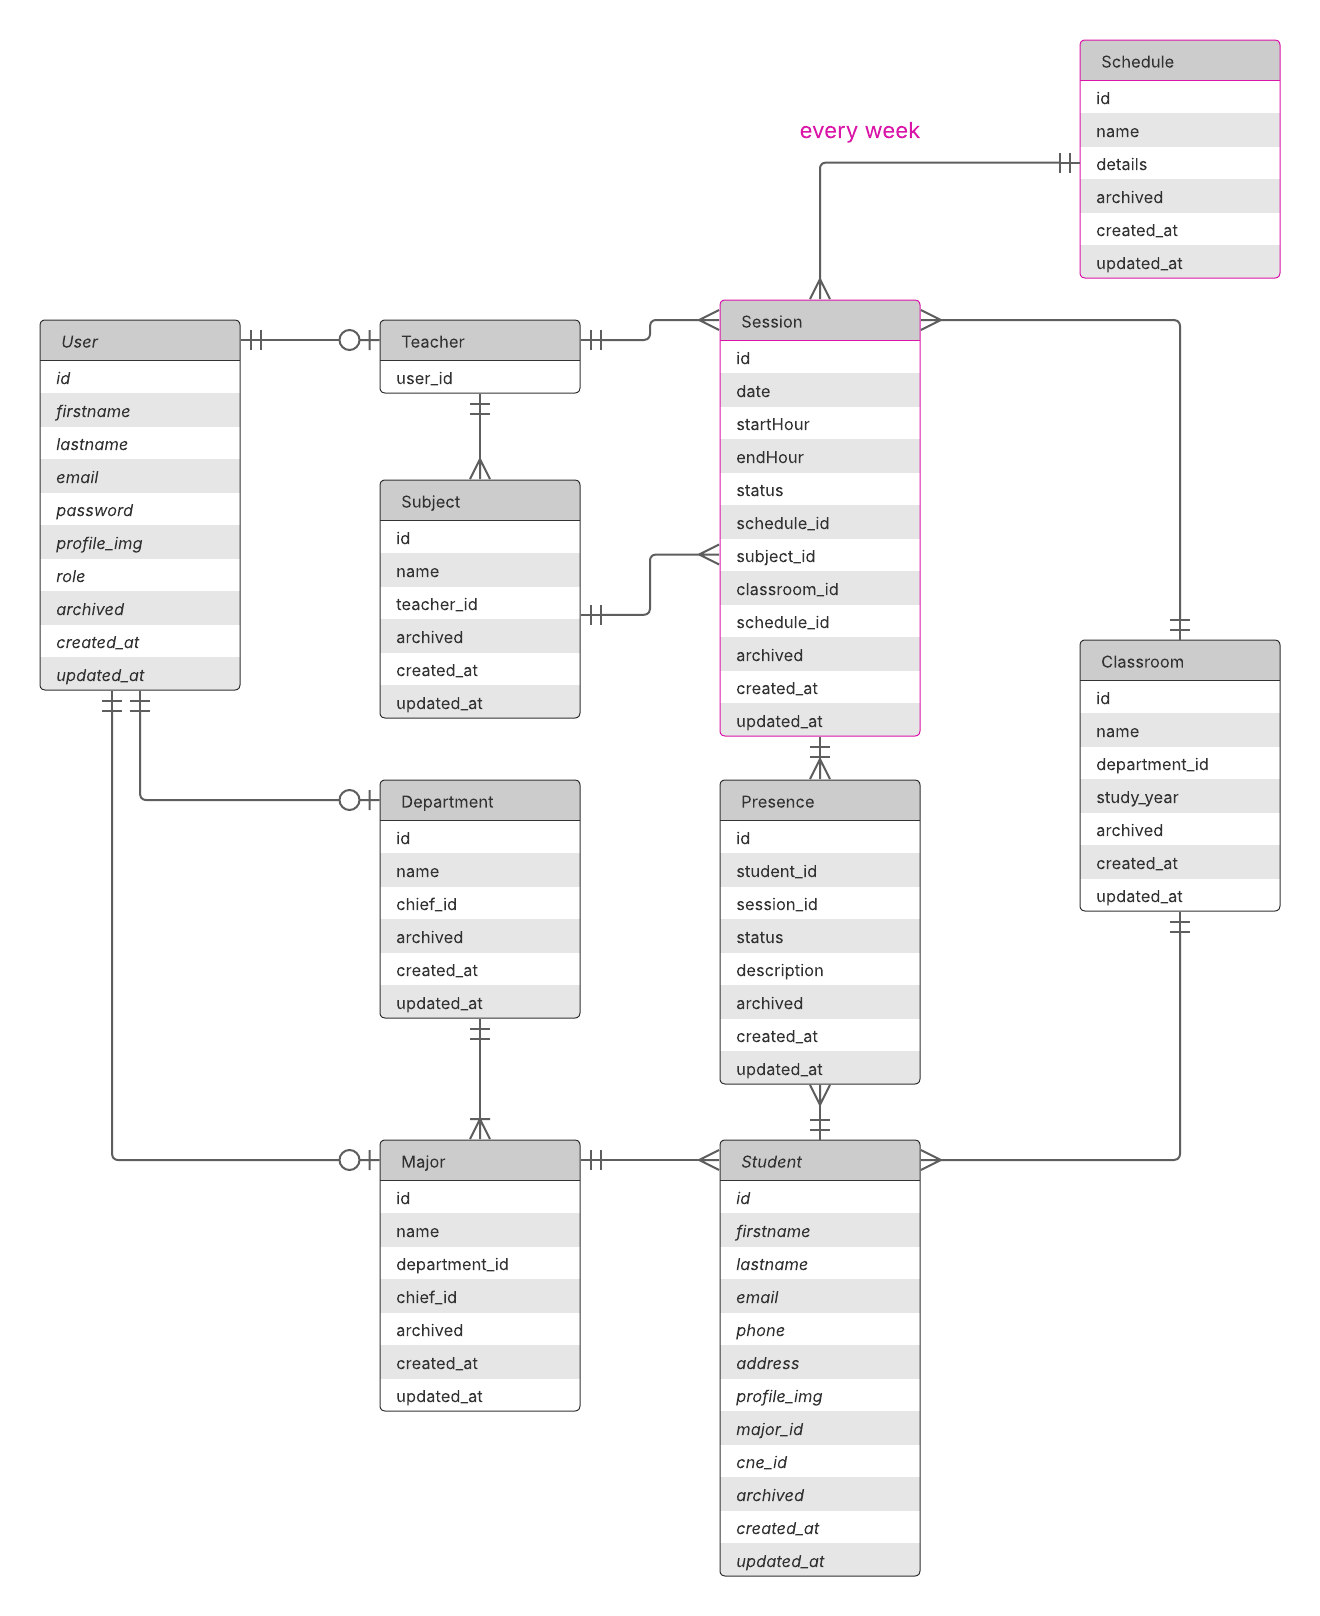 Schedule
id
name
details
archived
created_at
updated_at
every week
User
id
firstname
lastname
email
password
profile_img
role
archived
created_at
updated_at
Teacher
user_id
Subject
id
name
teacher_id
archived
created_at
updated_at
Session
id
date
startHour
endHour
status
schedule_id
subject_id
classroom_id
schedule_id
archived
created_at
updated_at
Classroom
id
name
department_id
study_year
archived
created_at
updated_at
Department
id
name
chief_id
archived
created_at
updated_at
Presence
id
student_id
session_id
status
description
archived
created_at
updated_at
Major
id
name
department_id
chief_id
archived
created_at
updated_at
Student
id
firstname
lastname
email
phone
address
profile_img
major_id
cne_id
archived
created_at
updated_at